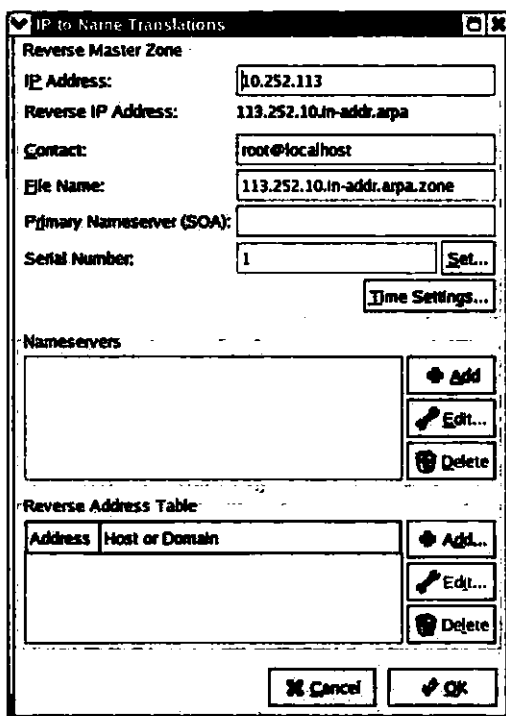 IP to Name Translations
Reverse Master Zone
IP Address: 10.252.113
Reverse IP Address: 113.252.10.in-addr.arpa
Contact: root@localhost
File Name: 113.252.10.in-addr.arpa.zone
Primary Nameserver (SOA):
Serial Number: 1 Set...
Time Settings...
Nameservers
Add
Edit...
Delete
Reverse Address Table
Address Host or Domain
Add...
Edit...
Delete
Cancel OK